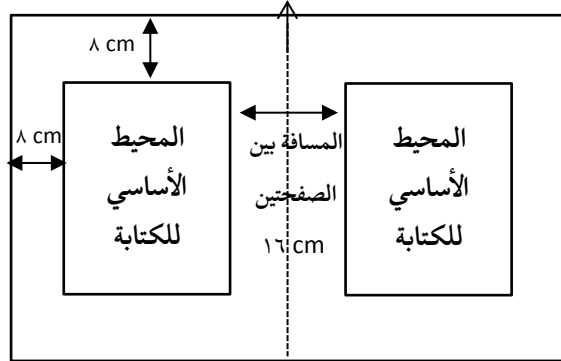 ٨ cm
المحيط
الأساسي
للكتابة
المسافة بين
الصفحتين
١٦ cm
المحيط
الأساسي
للكتابة
٨ cm